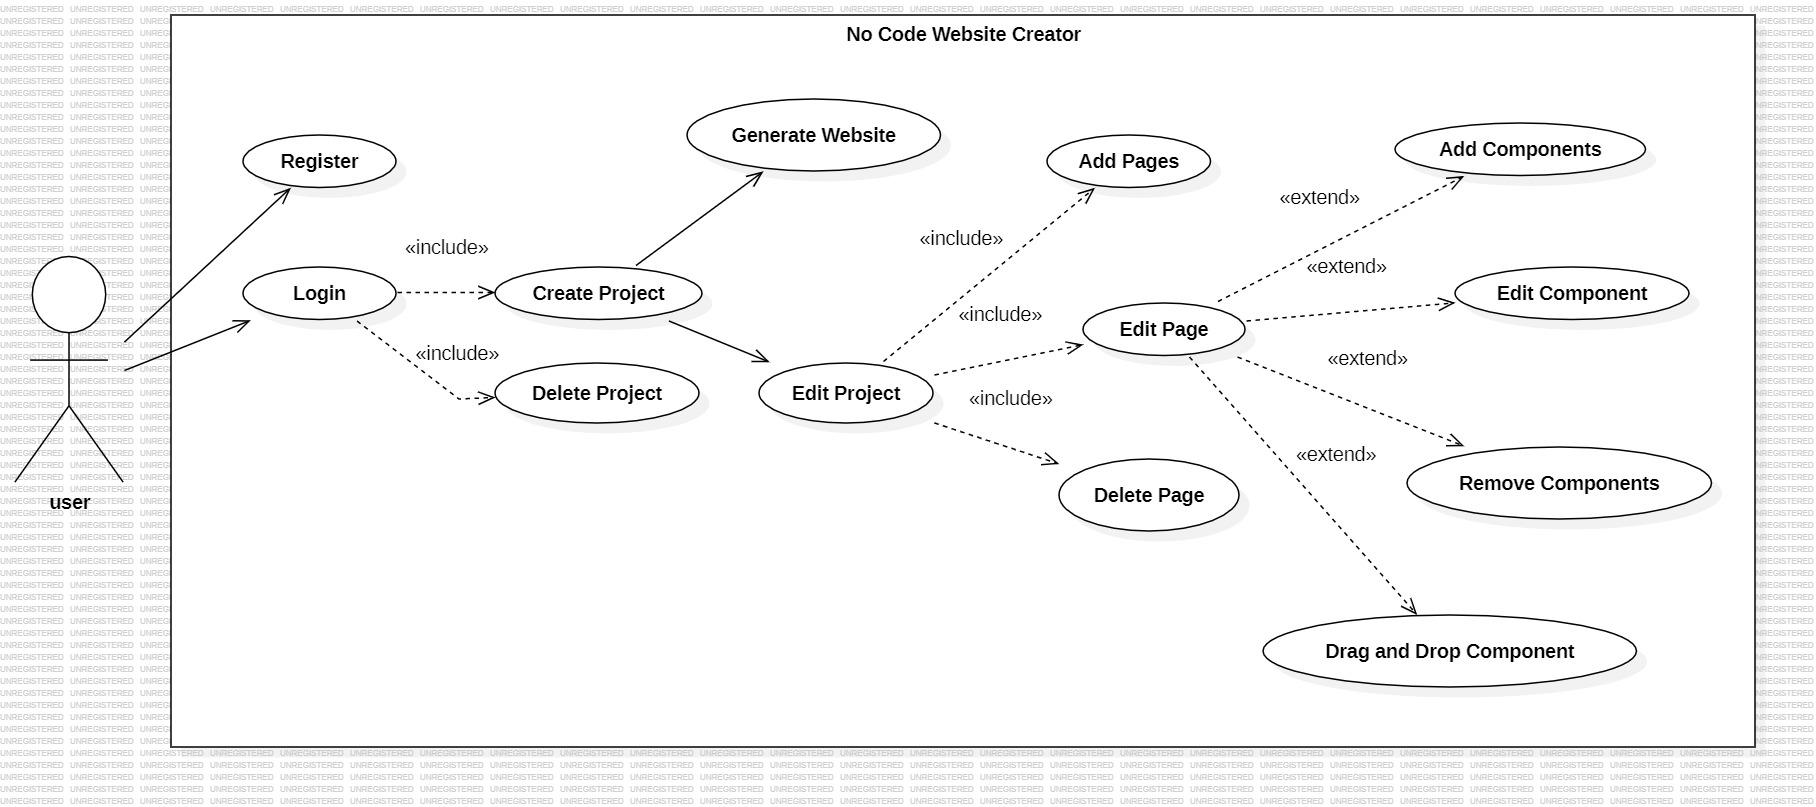 No Code Website Creator
Generate Website
Register
Add Pages
Add Components
«extend»
«include»
«include»
«extend»
Login
Create Project
Edit Component
«include»
Edit Page
«include»
«extend»
Delete Project
Edit Project
«include»
«extend»
Remove Components
Delete Page
user
Drag and Drop Component
UNREGISTERED